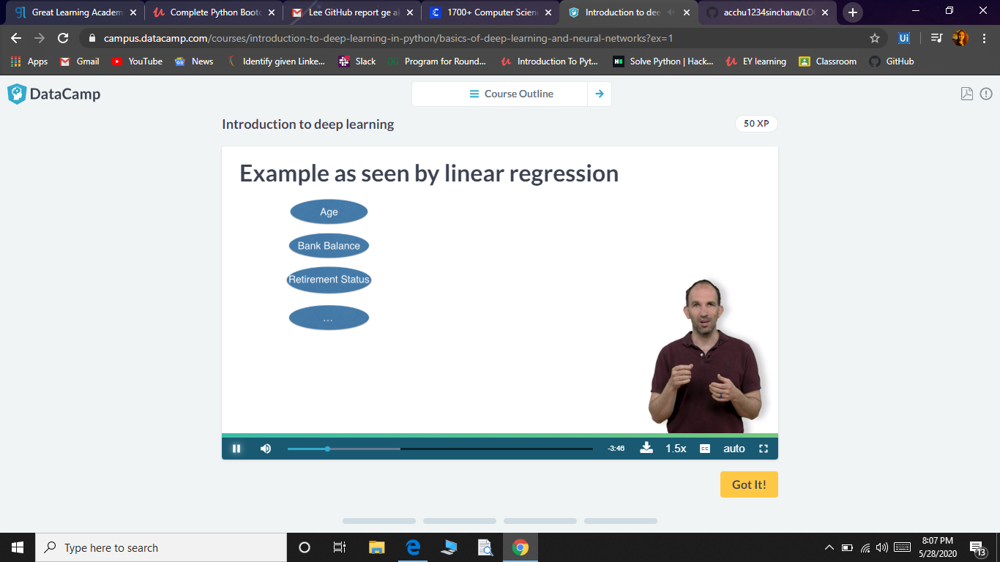 Great Learning Academ
Complete Python Bootc
Lee GitHub report ge al
1700+ Computer Scienc
Introduction to dee
acchu1234sinchana/LO
campus.datacamp.com/courses/introduction-to-deep-learning-in-python/basics-of-deep-learning-and-neural-networks?ex=1
Ui
Apps
Gmail
YouTube
News
Identify given Linke...
Slack
Program for Round...
Introduction To Pyt...
Solve Python | Hack...
EY learning
Classroom
GitHub
DataCamp
Course Outline
Introduction to deep learning
50 XP
Example as seen by linear regression
Age
Bank Balance
Retirement Status
...
-3:46
1.5x
CC
auto
Got It!
Type here to search
8:07 PM
5/28/2020
13